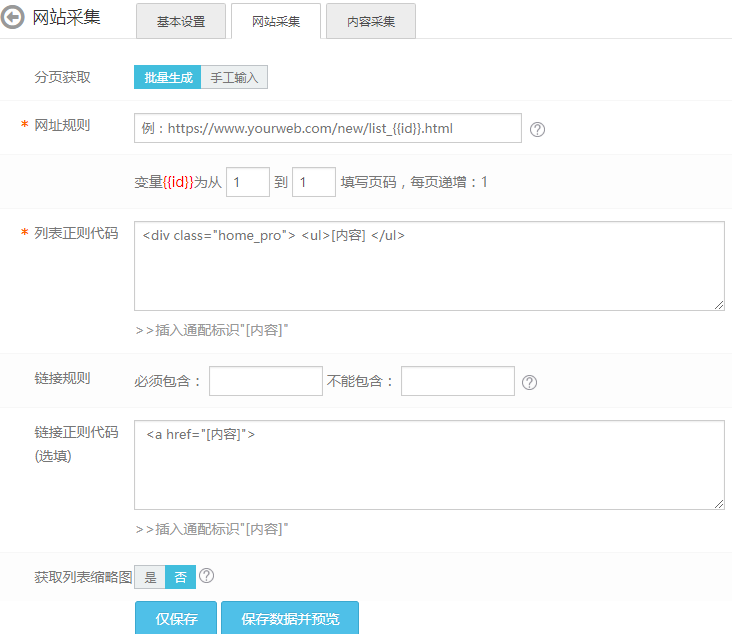 网站采集 基本设置 网站采集 内容采集
分页获取 批量生成 手工输入
* 网址规则 例：https://www.yourweb.com/new/list_{{id}}.html ?
变量{{id}}为从 1 到 1 填写页码，每页递增：1
* 列表正则代码 <div class="home_pro"> <ul>[内容] </ul>
>>插入通配标识"[内容]"
链接规则 必须包含： 不能包含： ?
链接正则代码 <a href="[内容]">
(选填)
>>插入通配标识"[内容]"
获取列表缩略图 是 否 ?
仅保存 保存数据并预览